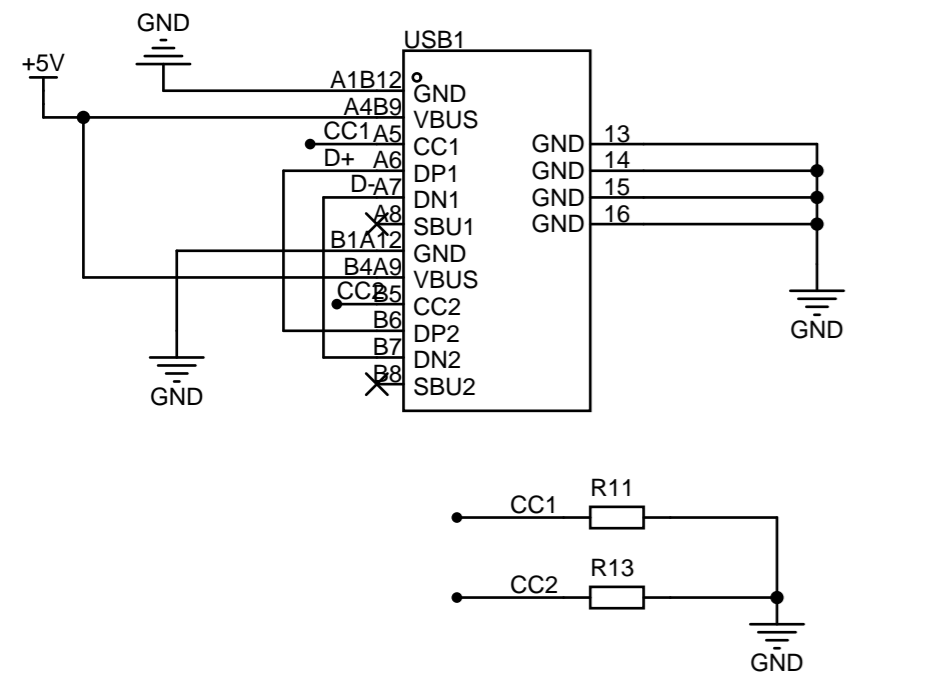 GND
USB1
+5V
A1B12
GND
A4B9
VBUS
CC1
A5
CC1
GND
13
D+
A6
DP1
GND
14
D-
A7
DN1
GND
15
A8
SBU1
GND
16
B1A12
GND
B4A9
VBUS
CC2
B5
CC2
B6
DP2
GND
B7
DN2
B8
SBU2
GND
R11
CC1
R13
CC2
GND